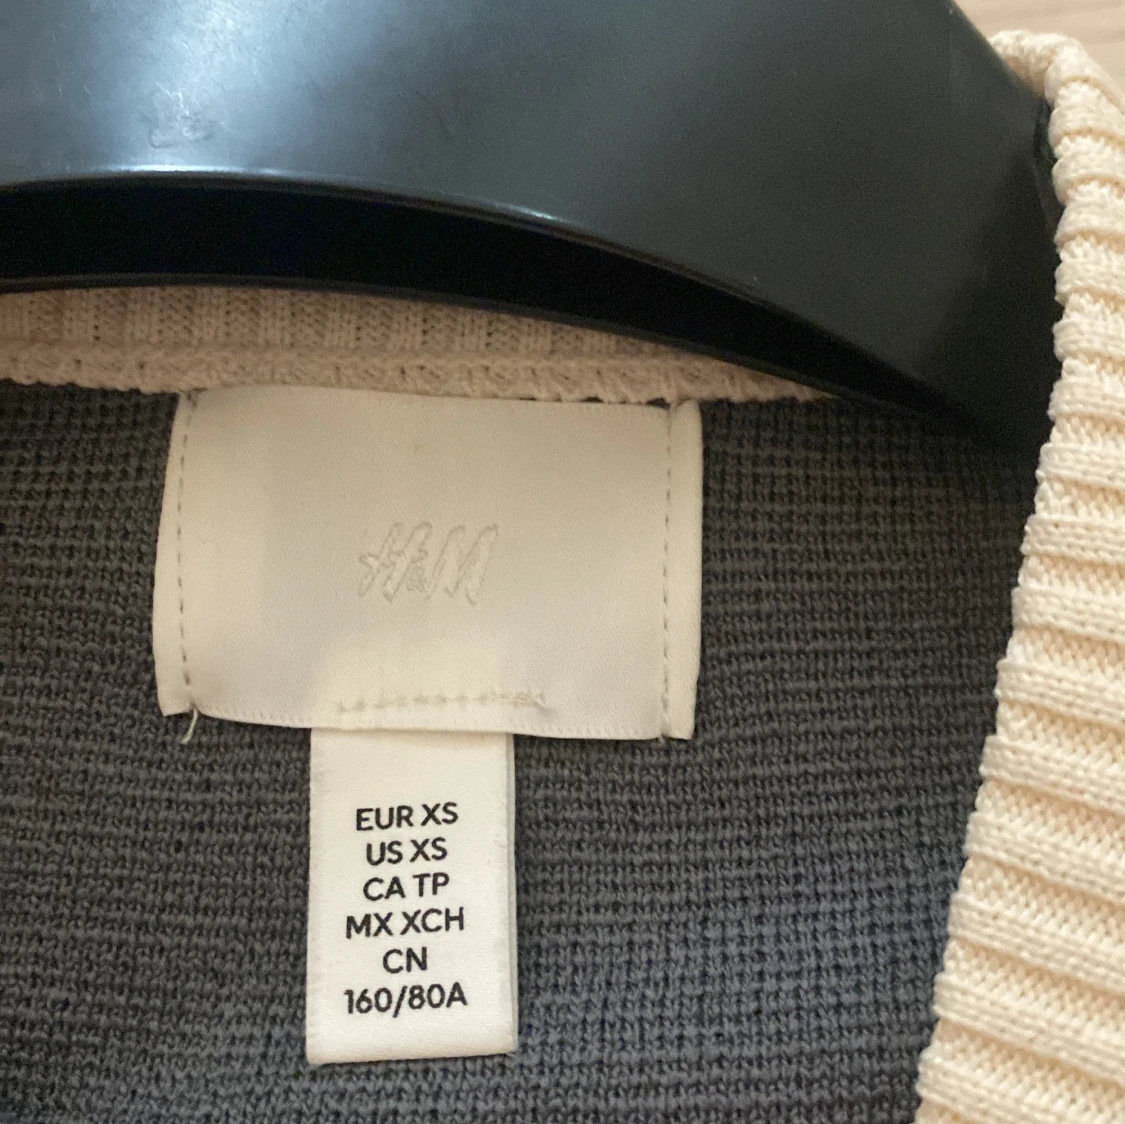 H&M
EUR XS
US XS
CA TP
MX XCH
CN
160/80A